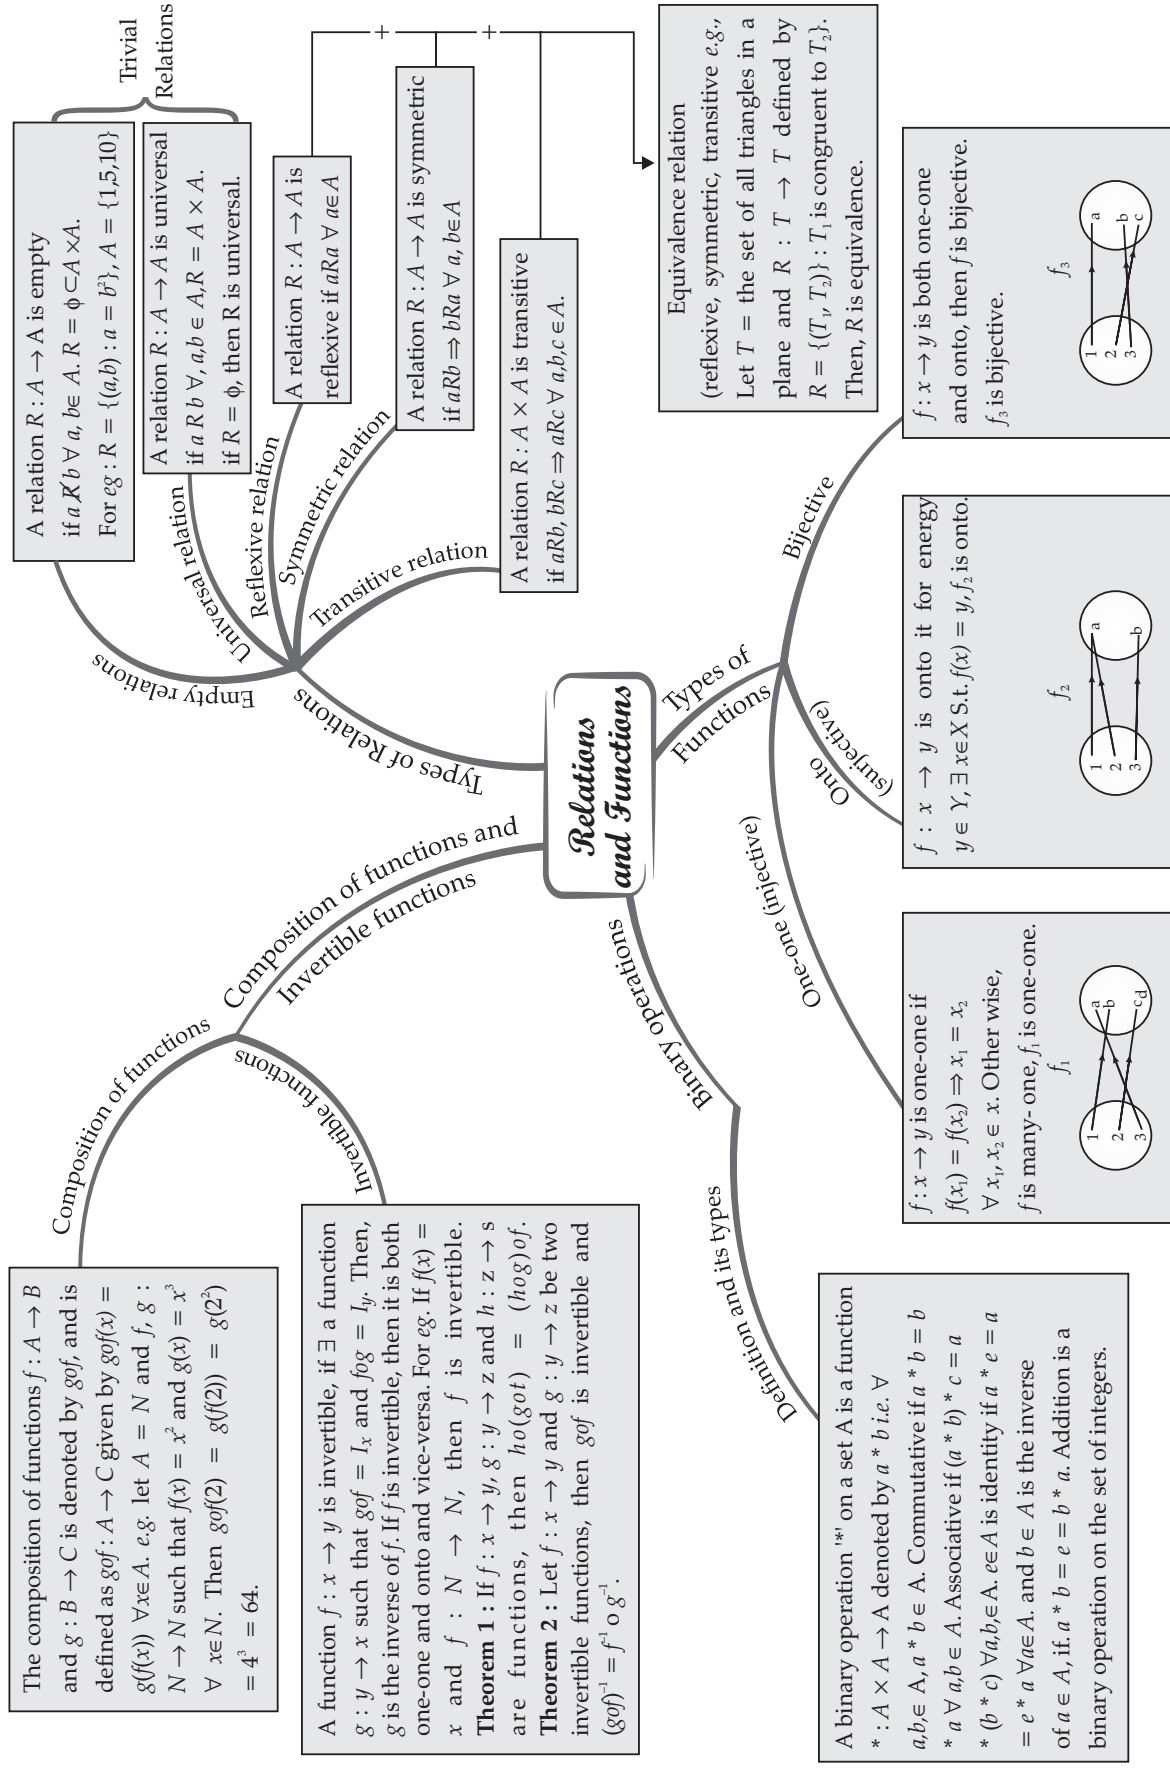 Relations
and Functions
Types of Relations
Empty relations
A relation R : A → A is empty
if a R̸ b ∀ a, b∈ A. R = ϕ ⊂A ×A.
For eg : R = {(a,b) : a = b²}, A = {1,5,10}
Universal relation
A relation R : A → A is universal
if a R b ∀ , a,b ∈ A,R = A × A.
if R = ϕ, then R is universal.
Trivial
Relations
Reflexive relation
A relation R : A → A is
reflexive if aRa ∀ a∈A
Symmetric relation
A relation R : A → A is symmetric
if aRb ⇒ bRa ∀ a, b∈A
Transitive relation
A relation R : A × A is transitive
if aRb, bRc ⇒ aRc ∀ a,b,c ∈ A.
+
+
Equivalence relation
(reflexive, symmetric, transitive e.g.,
Let T = the set of all triangles in a
plane and R : T → T defined by
R = {(T₁, T₂)} : T₁ is congruent to T₂}.
Then, R is equivalence.
Types of
Functions
Bijective
f : x → y is both one-one
and onto, then f is bijective.
f₃ is bijective.
f₃
1
2
3
a
b
c
Onto
(surjective)
f : x → y is onto it for energy
y ∈ Y, ∃ x∈X S.t. f(x) = y, f₂ is onto.
f₂
1
2
3
a
b
One-one (injective)
f : x → y is one-one if
f(x₁) = f(x₂) ⇒ x₁ = x₂
∀ x₁, x₂ ∈ x. Other wise,
f is many- one, f₁ is one-one.
f₁
1
2
3
a
b
c
d
Binary operations
Definition and its types
A binary operation '*' on a set A is a function
* : A × A → A denoted by a * b i.e. ∀
a,b,∈ A, a * b ∈ A. Commutative if a * b = b
* a ∀ a,b ∈ A. Associative if (a * b) * c = a
* (b * c) ∀a,b,∈A. e∈A is identity if a * e = a
= e * a ∀a∈A. and b ∈ A is the inverse
of a ∈ A, if. a * b = e = b * a. Addition is a
binary operation on the set of integers.
Composition of functions and
Invertible functions
Composition of functions
The composition of functions f : A → B
and g : B → C is denoted by gof, and is
defined as gof : A → C given by gof(x) =
g(f(x)) ∀x∈A. e.g. let A = N and f, g :
N → N such that f(x) = x² and g(x) = x³
∀ x∈N. Then gof(2) = g(f(2)) = g(2²)
= 4³ = 64.
Invertible functions
A function f : x → y is invertible, if ∃ a function
g : y → x such that gof = Iₓ and fog = Iy. Then,
g is the inverse of f. If f is invertible, then it is both
one-one and onto and vice-versa. For eg. If f(x) =
x and f : N → N, then f is invertible.
Theorem 1 : If f : x → y, g : y → z and h : z → s
are functions, then ho(got) = (hog)of.
Theorem 2 : Let f : x → y and g : y → z be two
invertible functions, then gof is invertible and
(gof)⁻¹ = f⁻¹ o g⁻¹.